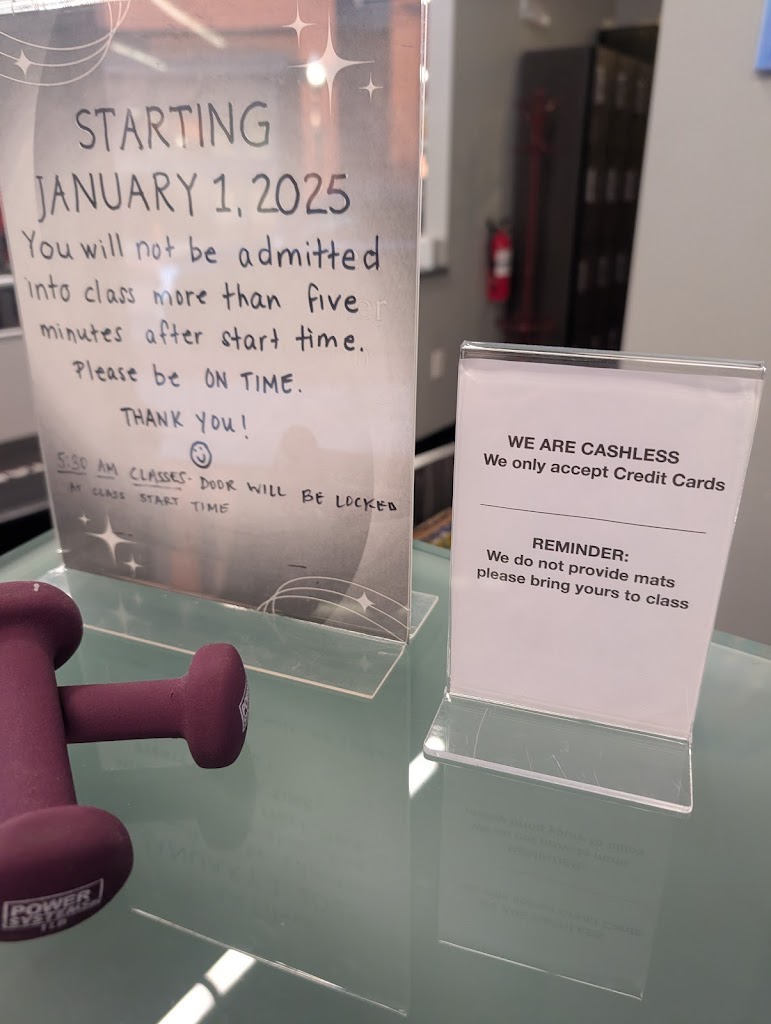 STARTING
JANUARY 1, 2025
You will not be admitted
into class more than five
minutes after start time.
Please be ON TIME.
THANK YOU!
5:30 AM CLASSES- DOOR WILL BE LOCKED
AT CLASS START TIME
WE ARE CASHLESS
We only accept Credit Cards
REMINDER:
We do not provide mats
please bring yours to class
POWER
SYSTEMS